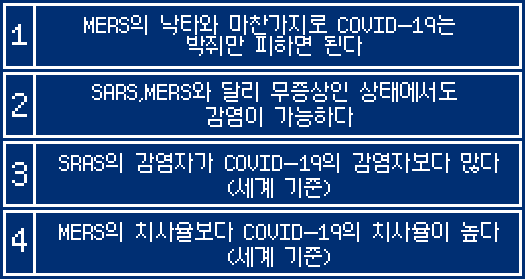 1
MERS의 낙타와 마찬가지로 COVID-19는
박쥐만 피하면 된다
2
SARS,MERS와 달리 무증상인 상태에서도
감염이 가능하다
3
SRAS의 감염자가 COVID-19의 감염자보다 많다
(세계 기준)
4
MERS의 치사율보다 COVID-19의 치사율이 높다
(세계 기준)